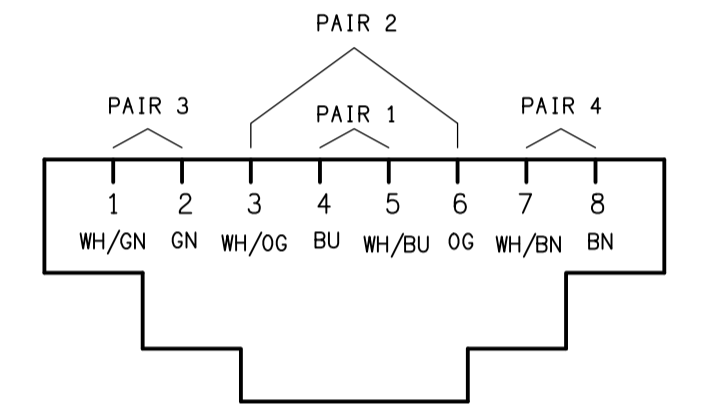 PAIR 2
PAIR 3 PAIR 1 PAIR 4
1 2 3 4 5 6 7 8
WH/GN GN WH/OG BU WH/BU OG WH/BN BN